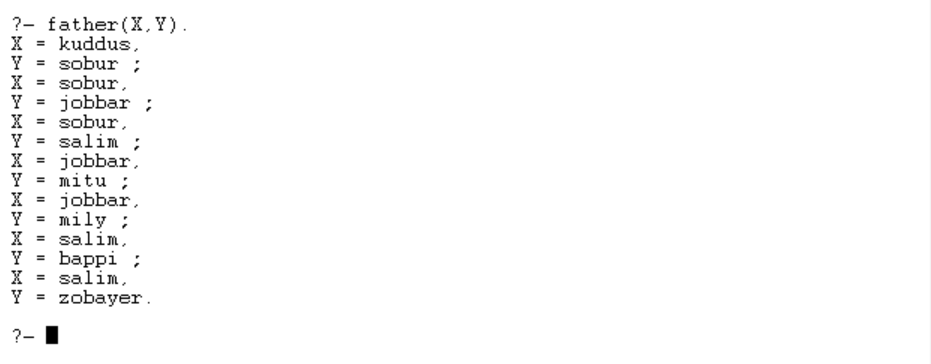 ?- father(X,Y).
X = kuddus,
Y = sobur ;
X = sobur,
Y = jobbar ;
X = sobur,
Y = salim ;
X = jobbar,
Y = mitu ;
X = jobbar,
Y = mily ;
X = salim,
Y = bappi ;
X = salim,
Y = zobayer.
?-